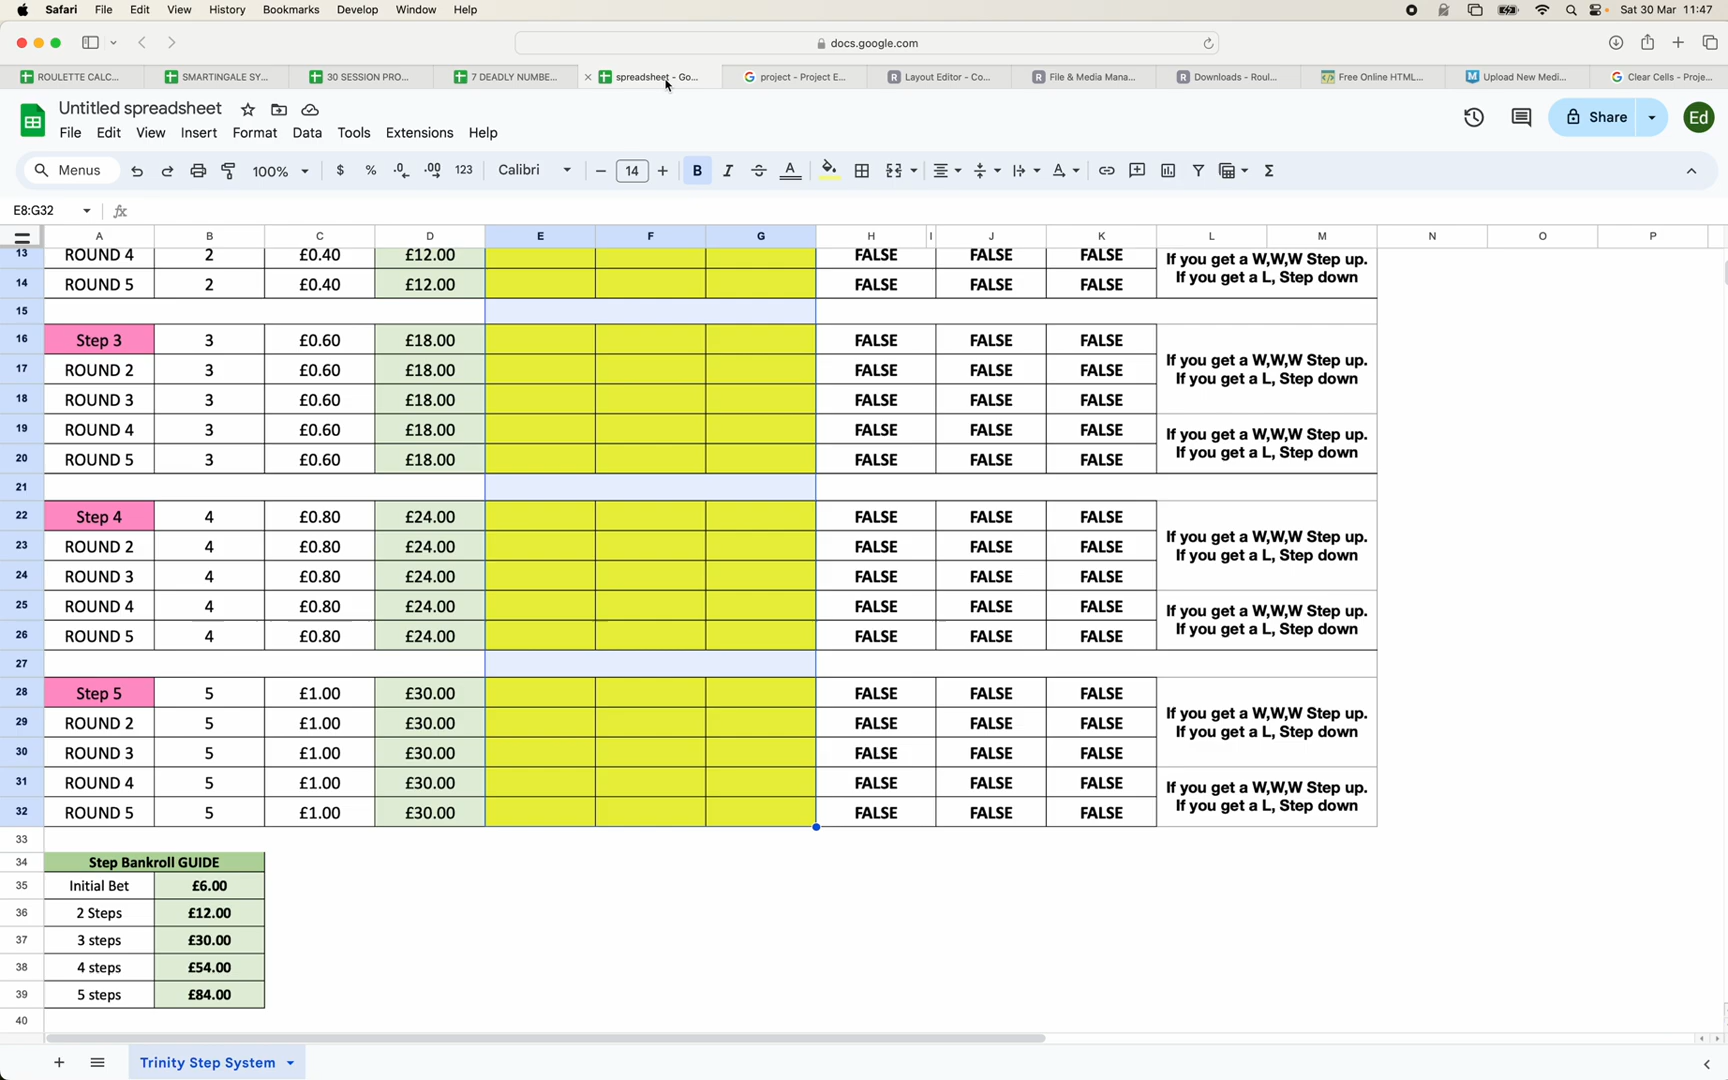 Safari File Edit View History Bookmarks Develop Window Help Sat 30 Mar 11:47
docs.google.com
ROULETTE CALC... SMARTINGALE SY... 30 SESSION PRO... 7 DEADLY NUMBE... spreadsheet - Go... project - Project E... Layout Editor - Co... File & Media Mana... Downloads - Roul... Free Online HTML... Upload New Medi... Clear Cells - Proje...
Untitled spreadsheet
File Edit View Insert Format Data Tools Extensions Help
Share Ed
Menus 100% $ % .0 .00 123 Calibri 14 B I A
E8:G32 fx
A B C D E F G H I J K L M N O P
13 ROUND 4 2 £0.40 £12.00 FALSE FALSE FALSE If you get a W,W,W Step up.
If you get a L, Step down
14 ROUND 5 2 £0.40 £12.00 FALSE FALSE FALSE
15
16 Step 3 3 £0.60 £18.00 FALSE FALSE FALSE
If you get a W,W,W Step up.
17 ROUND 2 3 £0.60 £18.00 FALSE FALSE FALSE
If you get a L, Step down
18 ROUND 3 3 £0.60 £18.00 FALSE FALSE FALSE
19 ROUND 4 3 £0.60 £18.00 FALSE FALSE FALSE If you get a W,W,W Step up.
20 ROUND 5 3 £0.60 £18.00 FALSE FALSE FALSE If you get a L, Step down
21
22 Step 4 4 £0.80 £24.00 FALSE FALSE FALSE
If you get a W,W,W Step up.
23 ROUND 2 4 £0.80 £24.00 FALSE FALSE FALSE
If you get a L, Step down
24 ROUND 3 4 £0.80 £24.00 FALSE FALSE FALSE
25 ROUND 4 4 £0.80 £24.00 FALSE FALSE FALSE If you get a W,W,W Step up.
26 ROUND 5 4 £0.80 £24.00 FALSE FALSE FALSE If you get a L, Step down
27
28 Step 5 5 £1.00 £30.00 FALSE FALSE FALSE
If you get a W,W,W Step up.
29 ROUND 2 5 £1.00 £30.00 FALSE FALSE FALSE
If you get a L, Step down
30 ROUND 3 5 £1.00 £30.00 FALSE FALSE FALSE
31 ROUND 4 5 £1.00 £30.00 FALSE FALSE FALSE If you get a W,W,W Step up.
32 ROUND 5 5 £1.00 £30.00 FALSE FALSE FALSE If you get a L, Step down
33
34 Step Bankroll GUIDE
35 Initial Bet £6.00
36 2 Steps £12.00
37 3 steps £30.00
38 4 steps £54.00
39 5 steps £84.00
40
Trinity Step System